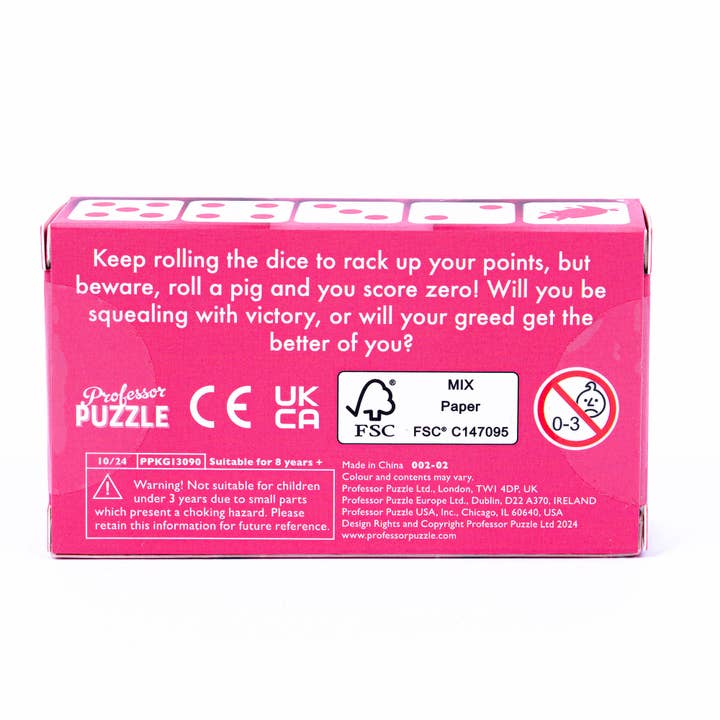 Keep rolling the dice to rack up your points, but
beware, roll a pig and you score zero! Will you be
squealing with victory, or will your greed get the
better of you?
Professor
PUZZLE
CE
UK
CA
FSC
MIX
Paper
FSC® C147095
0-3
10/24 PPKG13090 Suitable for 8 years +
Warning! Not suitable for children
under 3 years due to small parts
which present a choking hazard. Please
retain this information for future reference.
Made in China 002-02
Colour and contents may vary.
Professor Puzzle Ltd., London, TW1 4DP, UK
Professor Puzzle Europe Ltd., Dublin, D22 A370, IRELAND
Professor Puzzle USA, Inc., Chicago, IL 60640, USA
Design Rights and Copyright Professor Puzzle Ltd 2024
www.professorpuzzle.com